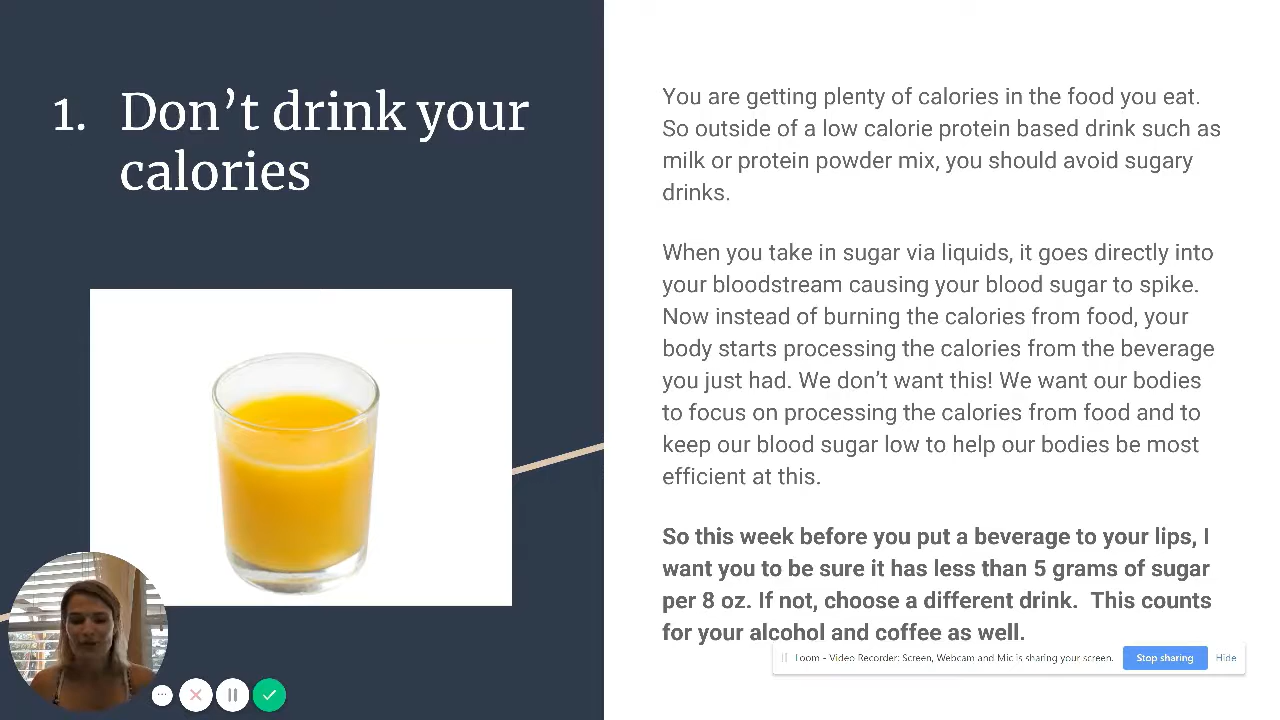 1. Don’t drink your
calories
You are getting plenty of calories in the food you eat.
So outside of a low calorie protein based drink such as
milk or protein powder mix, you should avoid sugary
drinks.
When you take in sugar via liquids, it goes directly into
your bloodstream causing your blood sugar to spike.
Now instead of burning the calories from food, your
body starts processing the calories from the beverage
you just had. We don’t want this! We want our bodies
to focus on processing the calories from food and to
keep our blood sugar low to help our bodies be most
efficient at this.
So this week before you put a beverage to your lips, I
want you to be sure it has less than 5 grams of sugar
per 8 oz. If not, choose a different drink.  This counts
for your alcohol and coffee as well.
Loom - Video Recorder: Screen, Webcam and Mic is sharing your screen.
Stop sharing
Hide